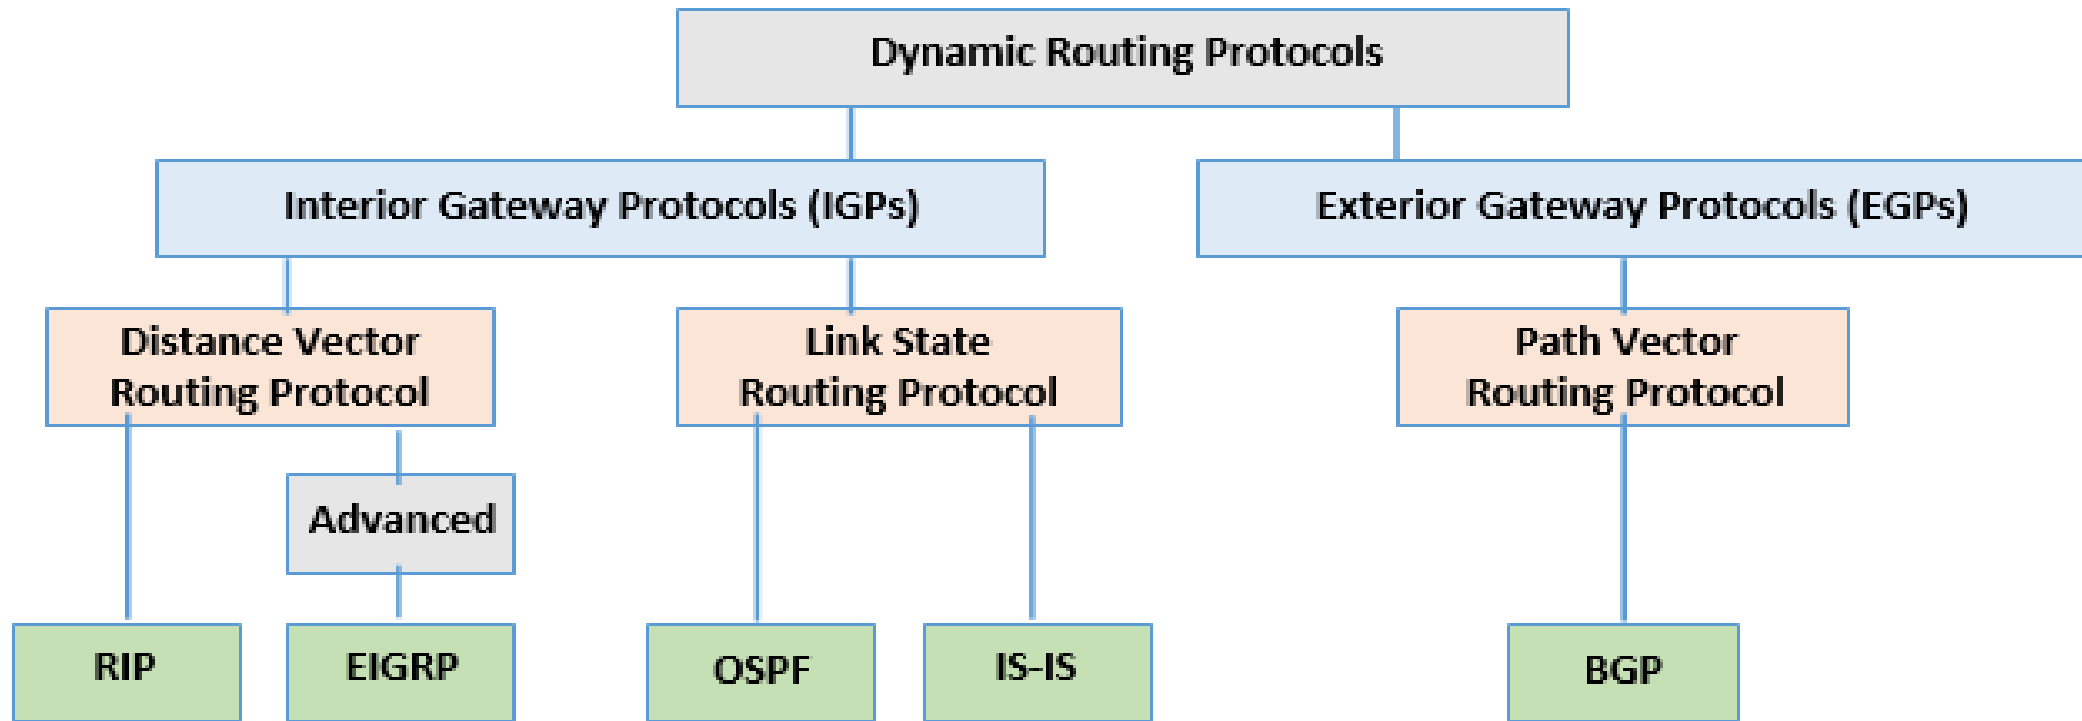 Dynamic Routing Protocols
Interior Gateway Protocols (IGPs)
Exterior Gateway Protocols (EGPs)
Distance Vector
Routing Protocol
Link State
Routing Protocol
Path Vector
Routing Protocol
Advanced
RIP
EIGRP
OSPF
IS-IS
BGP